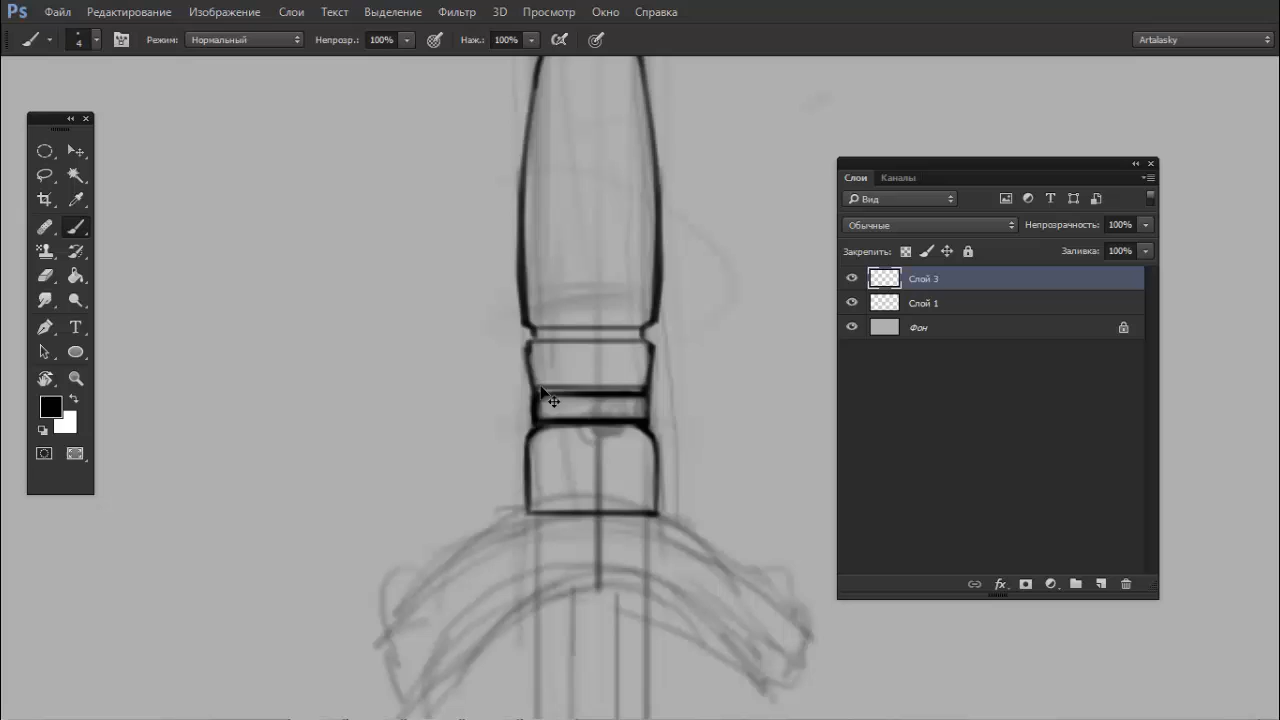 Ps Файл Редактирование Изображение Слои Текст Выделение Фильтр 3D Просмотр Окно Справка
4 Режим: Нормальный Непрозр.: 100% Наж.: 100% Artalasky
Слои Каналы
Вид
Обычные Непрозрачность: 100%
Закрепить: Заливка: 100%
Слой 3
Слой 1
Фон
fx